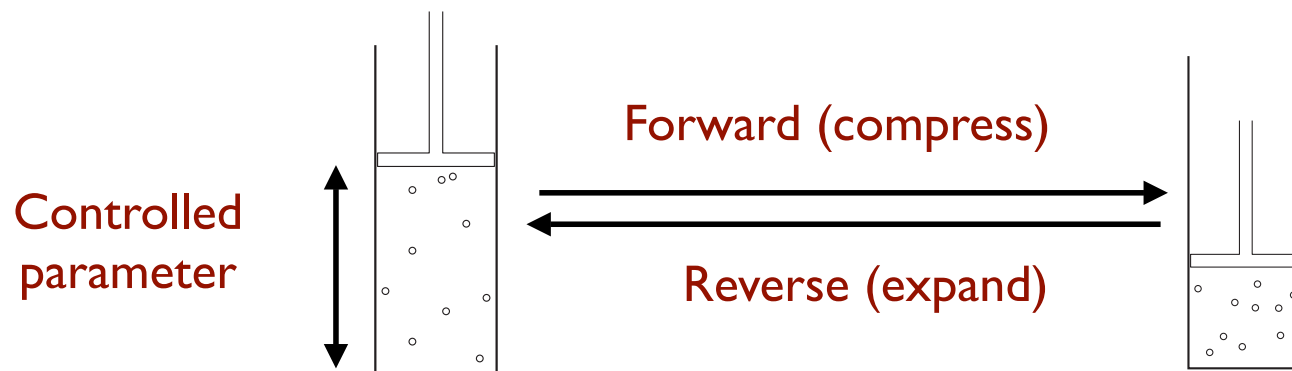 Controlled
parameter
Forward (compress)
Reverse (expand)